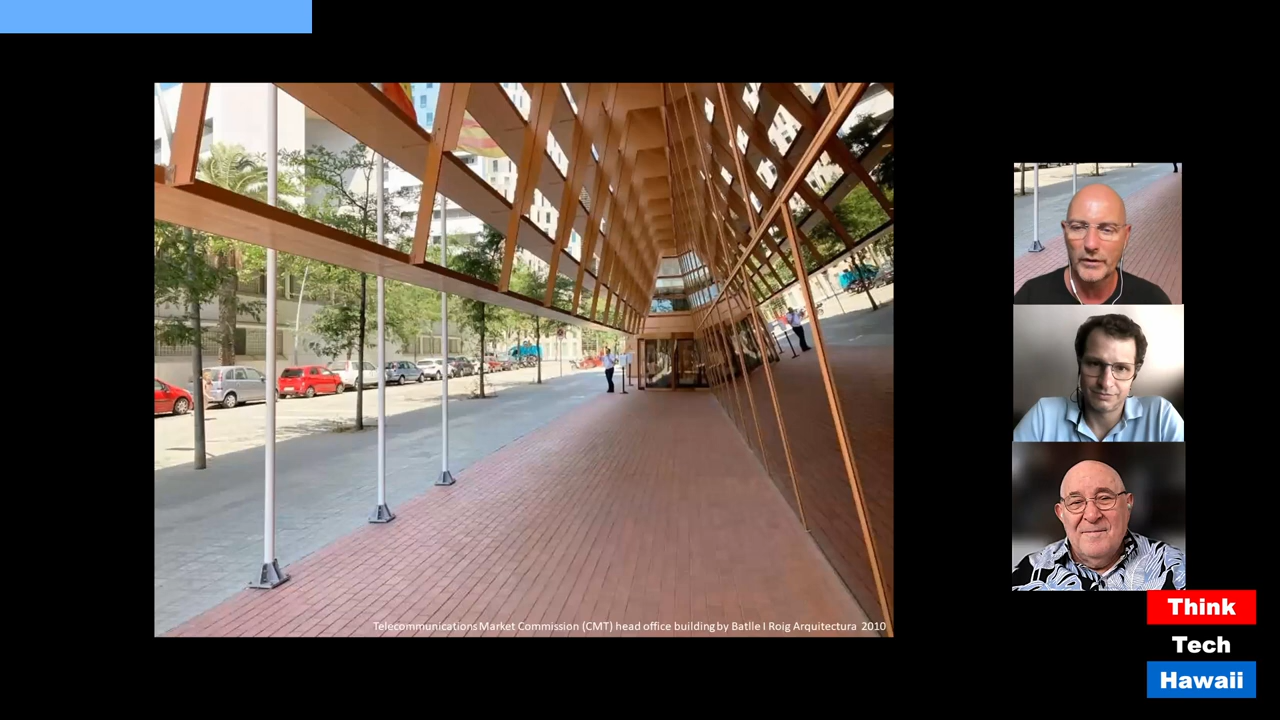 Telecommunications Market Commission (CMT) head office building by Batlle I Roig Arquitectura 2010
Think
Tech
Hawaii